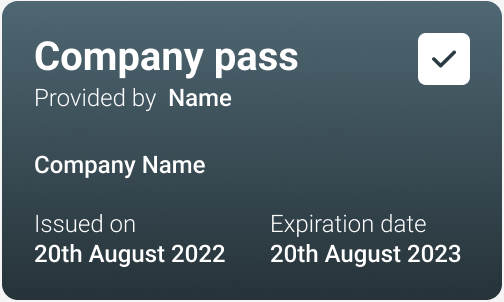 Company pass
Provided by Name
Company Name
Issued on Expiration date
20th August 2022 20th August 2023